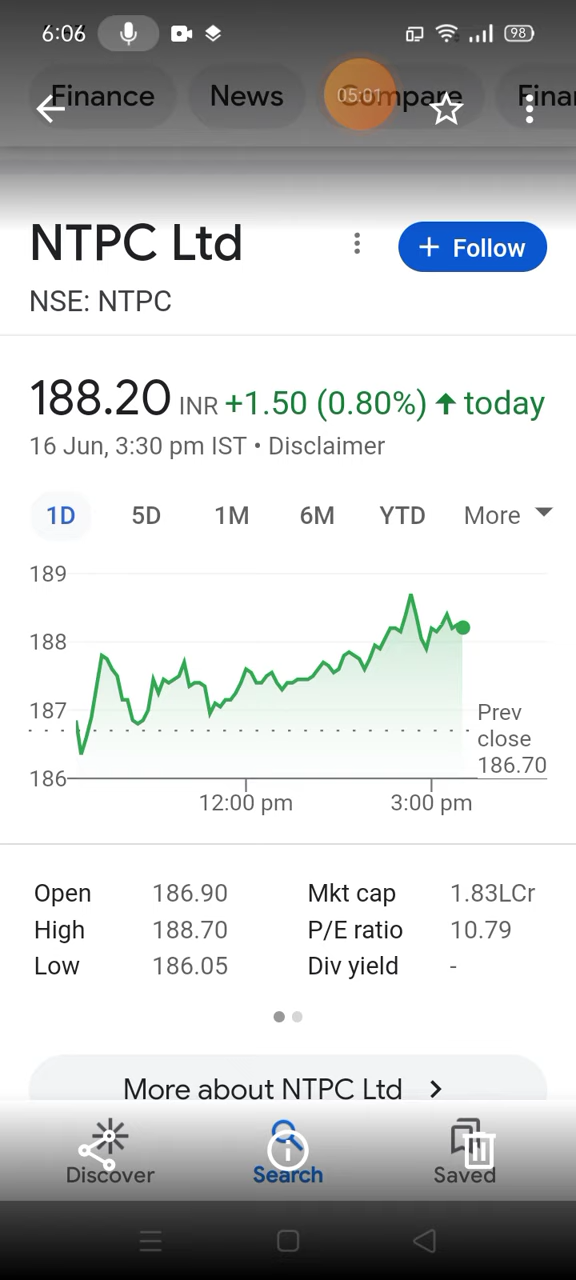 6:06
98
Finance
News
Compare
05:01
NTPC Ltd
+ Follow
NSE: NTPC
188.20 INR +1.50 (0.80%) ↑ today
16 Jun, 3:30 pm IST • Disclaimer
1D 5D 1M 6M YTD More
189
188
187
186
Prev
close
186.70
12:00 pm 3:00 pm
Open 186.90 Mkt cap 1.83LCr
High 188.70 P/E ratio 10.79
Low 186.05 Div yield -
More about NTPC Ltd
Discover Search Saved